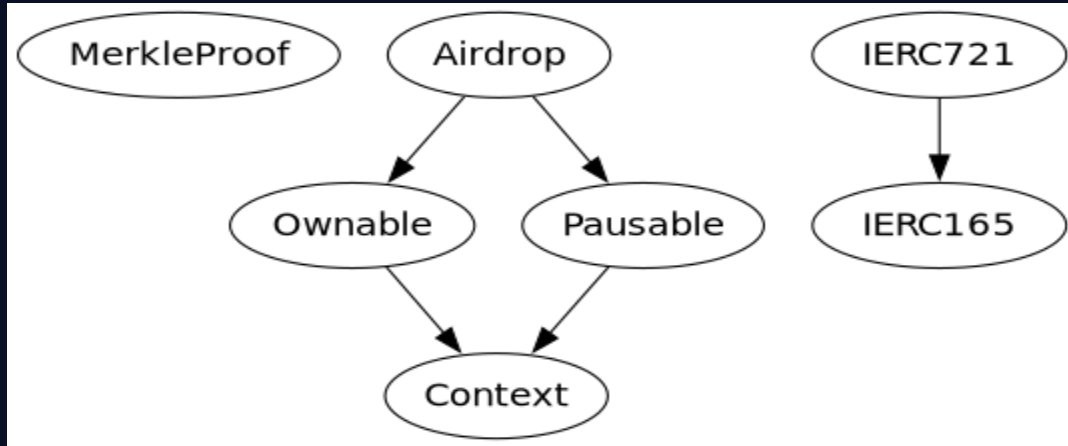 MerkleProof
Airdrop
IERC721
Ownable
Pausable
IERC165
Context